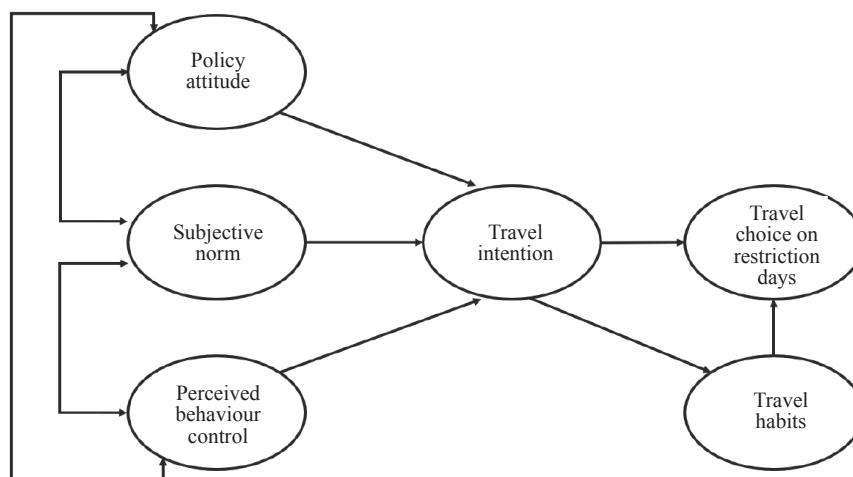 Policy
attitude
Subjective
norm
Perceived
behaviour
control
Travel
intention
Travel
choice on
restriction
days
Travel
habits